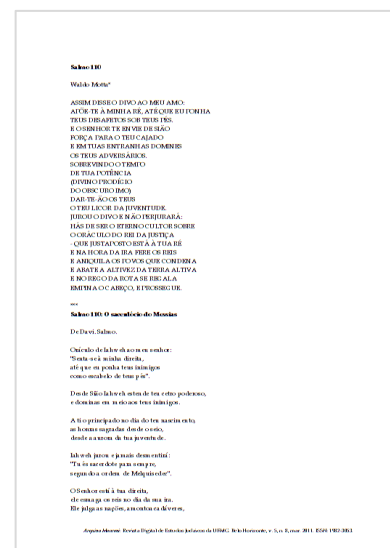 Salmo 110
Waldo Motta*
ASSIM DISSE O DIVO AO MEU AMO:
APÕE-TE À MINHA RÉ, ATÉ QUE EU PONHA
TEUS DESAFETOS SOB TEUS PÉS.
E O SENHOR TE ENVIE DE SIÃO
FORÇA PARA O TEU CAJADO
E EM TUAS ENTRANHAS DOMINES
OS TEUS ADVERSÁRIOS.
SOBREVINDO O TEMPO
DE TUA POTÊNCIA
(DIVINO PRODÍGIO
DO OBSCURO IMO)
DAR-TE-ÃO OS TEUS
O TEU LICOR DA JUVENTUDE.
JUROU O DIVO E NÃO PERJURARÁ:
HÁS DE SER O ETERNO CULTOR SOBRE
O ORÁCULO DO REI DA JUSTIÇA
- QUE JUSTAPOSTO ESTÁ À TUA RÉ
E NA HORA DA IRA FERE OS REIS
E ANIQUILA OS POVOS QUE CONDENA
E ABATE A ALTIVEZ DA TERRA ALTIVA
E NO REGO DA ROTA SE REGALA
EMPINA O CABEÇO, E PROSSEGUE.
***
Salmo 110: O sacerdócio do Messias
De Davi. Salmo.
Oráculo de Iahweh ao meu senhor:
"Senta-se à minha direita,
até que eu ponha teus inimigos
como escabelo de teus pés".
Desde Sião Iahweh estende teu cetro poderoso,
e dominas em meio aos teus inimigos.
A ti o principado no dia do teu nascimento,
as honras sagradas desde o seio,
desde a aurora da tua juventude.
Iahweh jurou e jamais desmentirá:
"Tu és sacerdote para sempre,
segundo a ordem de Melquisedec".
O Senhor está à tua direita,
ele esmaga os reis no dia da sua ira.
Ele julga as nações, amontoa cadáveres,
Arquivo Maaravi: Revista Digital de Estudos Judaicos da UFMG. Belo Horizonte, v. 5, n. 8, mar. 2011. ISSN: 1982-3053.